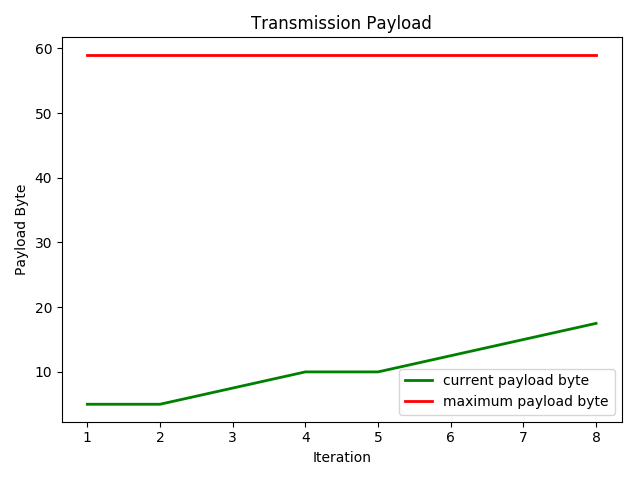 Transmission Payload
60
50
40
30
20
10
Payload Byte
current payload byte
maximum payload byte
1 2 3 4 5 6 7 8
Iteration